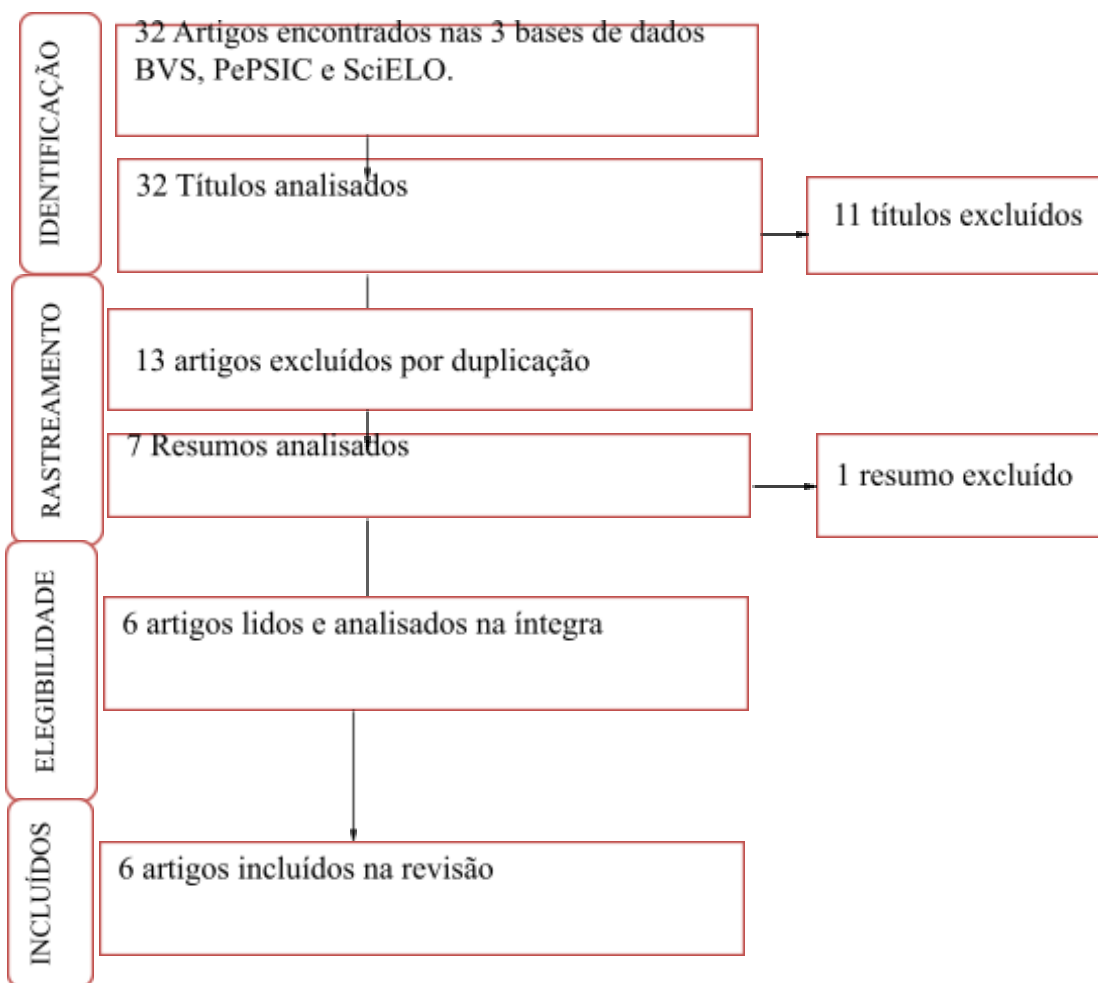 IDENTIFICAÇÃO
32 Artigos encontrados nas 3 bases de dados
BVS, PePSIC e SciELO.
32 Títulos analisados
11 títulos excluídos
RASTREAMENTO
13 artigos excluídos por duplicação
7 Resumos analisados
1 resumo excluído
ELEGIBILIDADE
6 artigos lidos e analisados na íntegra
INCLUÍDOS
6 artigos incluídos na revisão